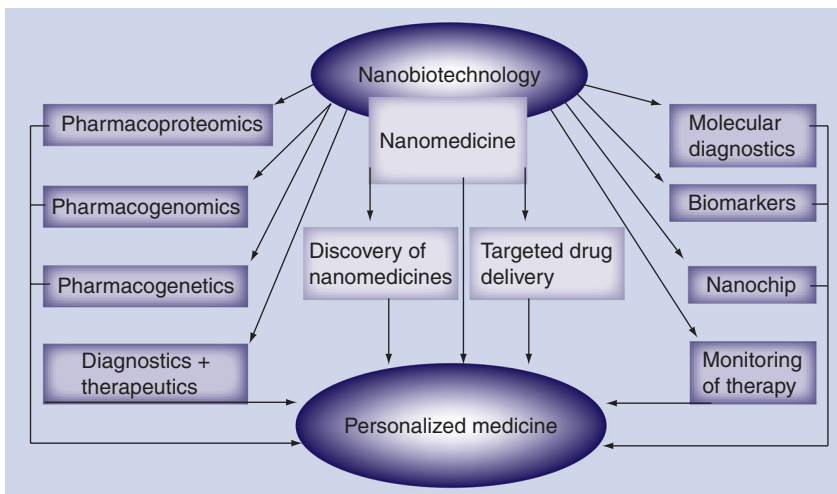 Nanobiotechnology
Nanomedicine
Pharmacoproteomics
Pharmacogenomics
Pharmacogenetics
Diagnostics +
therapeutics
Discovery of
nanomedicines
Targeted drug
delivery
Molecular
diagnostics
Biomarkers
Nanochip
Monitoring
of therapy
Personalized medicine